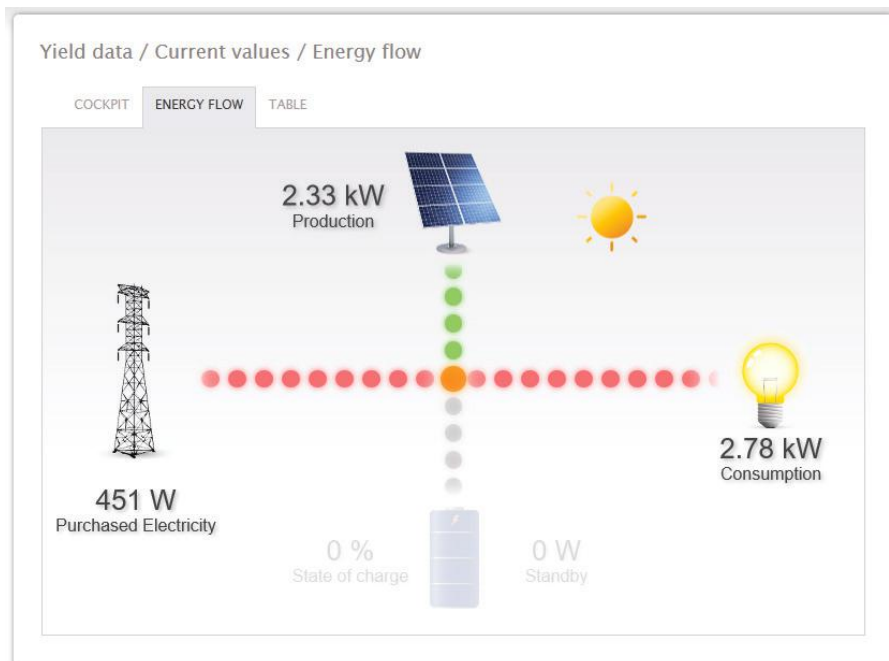 Yield data / Current values / Energy flow
COCKPIT ENERGY FLOW TABLE
2.33 kW
Production
2.78 kW
Consumption
451 W
Purchased Electricity
0 %
State of charge
0 W
Standby